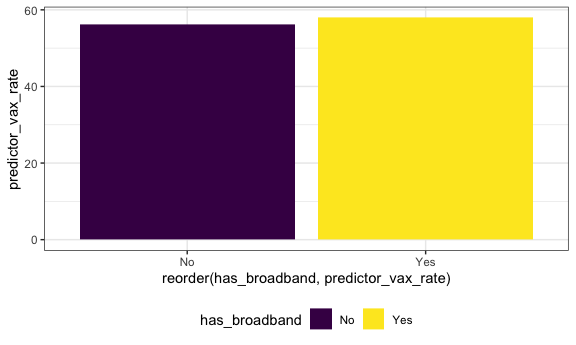 predictor_vax_rate
60
40
20
0
No Yes
reorder(has_broadband, predictor_vax_rate)
has_broadband No Yes